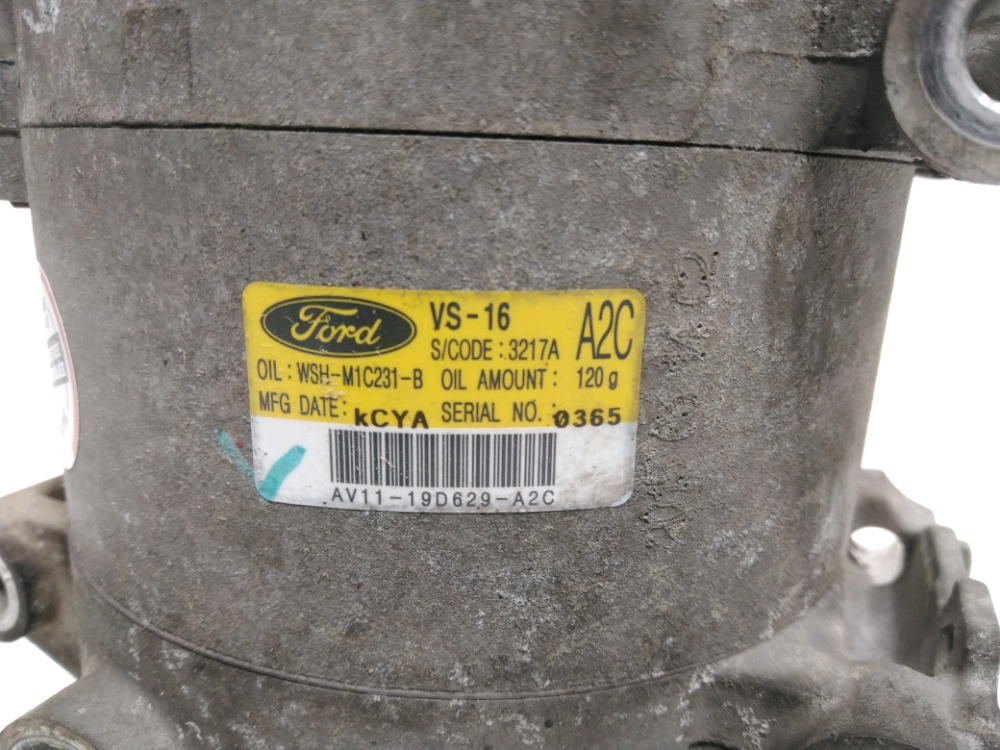 Ford VS-16 A2C
S/CODE : 3217A
OIL : WSH-M1C231-B OIL AMOUNT : 120 g
MFG DATE : KCYA SERIAL NO. : 0365
AV11-19D629-A2C